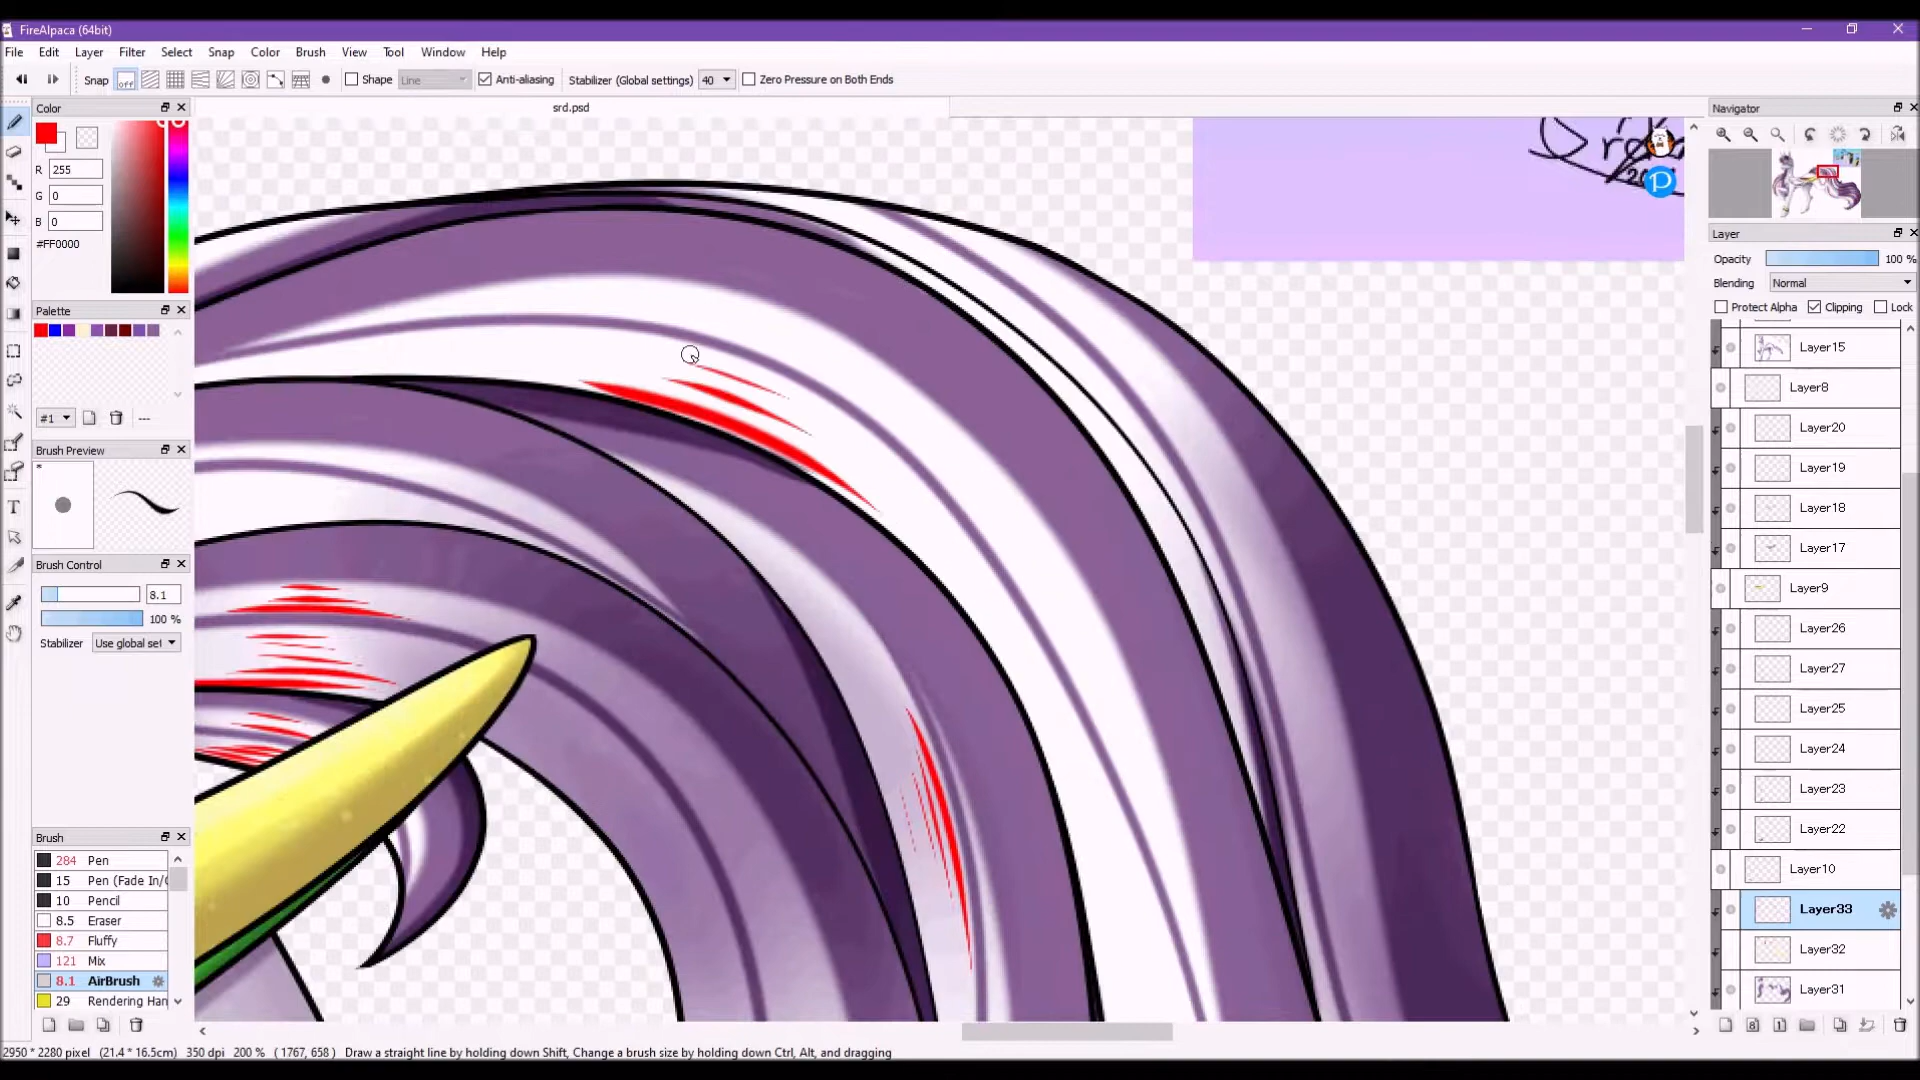 FireAlpaca (64bit)
File Edit Layer Filter Select Snap Color Brush View Tool Window Help
Snap off Shape Line Anti-aliasing Stabilizer (Global settings) 40 Zero Pressure on Both Ends
Color srd.psd Navigator
R 255
G 0
B 0
#FF0000
Layer
Opacity 100 %
Blending Normal
Protect Alpha Clipping Lock
Palette
#1 ---
Brush Preview
*
Brush Control
8.1
100 %
Stabilizer Use global set
Brush
284 Pen
15 Pen (Fade In/
10 Pencil
8.5 Eraser
8.7 Fluffy
121 Mix
8.1 AirBrush
29 Rendering Han
Layer15
Layer8
Layer20
Layer19
Layer18
Layer17
Layer9
Layer26
Layer27
Layer25
Layer24
Layer23
Layer22
Layer10
Layer33
Layer32
Layer31
2950 * 2280 pixel (21.4 * 16.5cm) 350 dpi 200 % ( 1767, 658 ) Draw a straight line by holding down Shift, Change a brush size by holding down Ctrl, Alt, and dragging